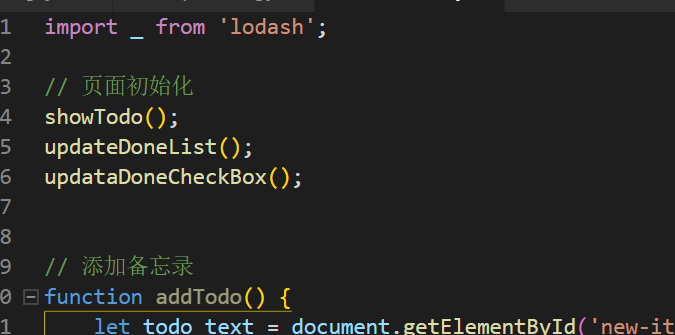 1 import _ from 'lodash';
2
3 // 页面初始化
4 showTodo();
5 updateDoneList();
6 updataDoneCheckBox();
7
8
9 // 添加备忘录
0 function addTodo() {
1 let todo_text = document.getElementById('new-it